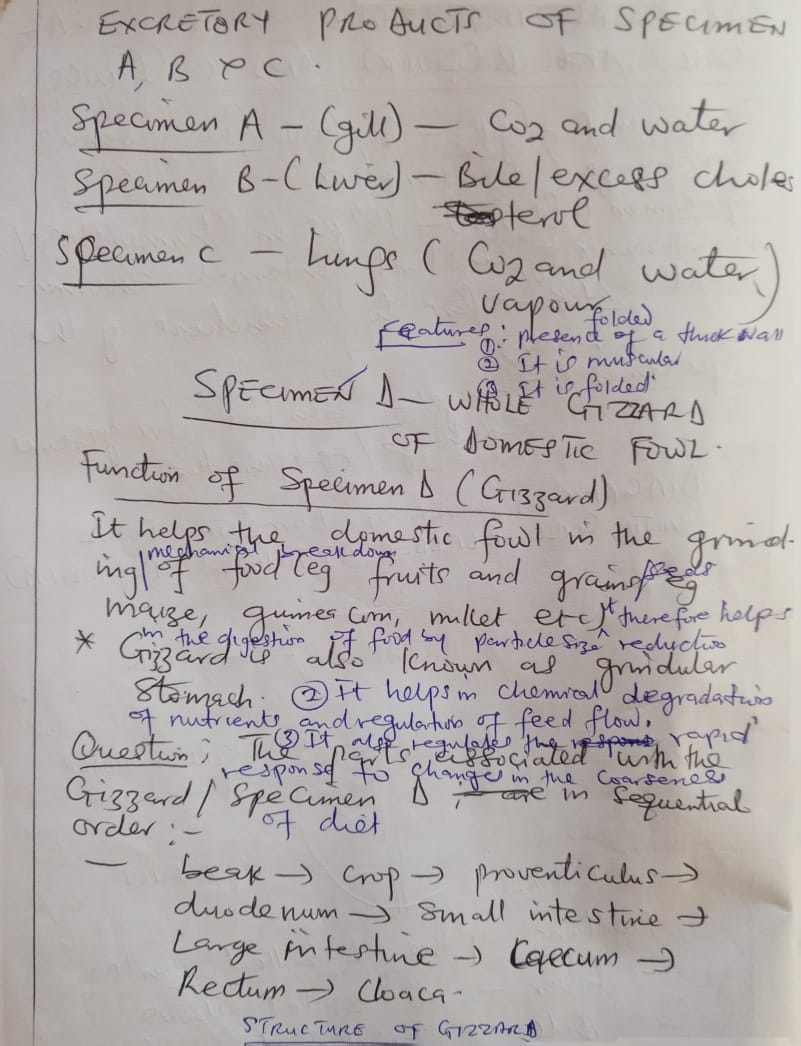 EXCRETORY PRODUCTS OF SPECIMEN
A, B & C.
Specimen A - (gill) - CO2 and water
Specimen B - (Liver) - Bile/excess choles
terol
Specimen C - Lungs (CO2 and water
vapour)
folded
Features: presend of a thick wall
② It is muscular
③ It is folded
SPECIMEN D - WHOLE GIZZARD
OF DOMESTIC FOWL.
Function of Specimen D (Gizzard)
It helps the domestic fowl in the grind-
mechanical breakdown
ing/of food (eg fruits and grains/seeds eg
maize, guinea corn, millet etc) It therefore helps
in the digestion of food by particle size reduction
* Gizzard is also known as grindular
Stomach. ② It helps in chemical degradation
of nutrients and regulation of feed flow.
③ It also regulates the rapid
Question; The parts associated with the
response to changes in the coarseness
Gizzard/Specimen D, are in sequential
of diet
order:-
- beak → crop → proventiculus →
duodenum → Small intestine →
Large intestine → Caecum →
Rectum → Cloaca.
STRUCTURE OF GIZZARD